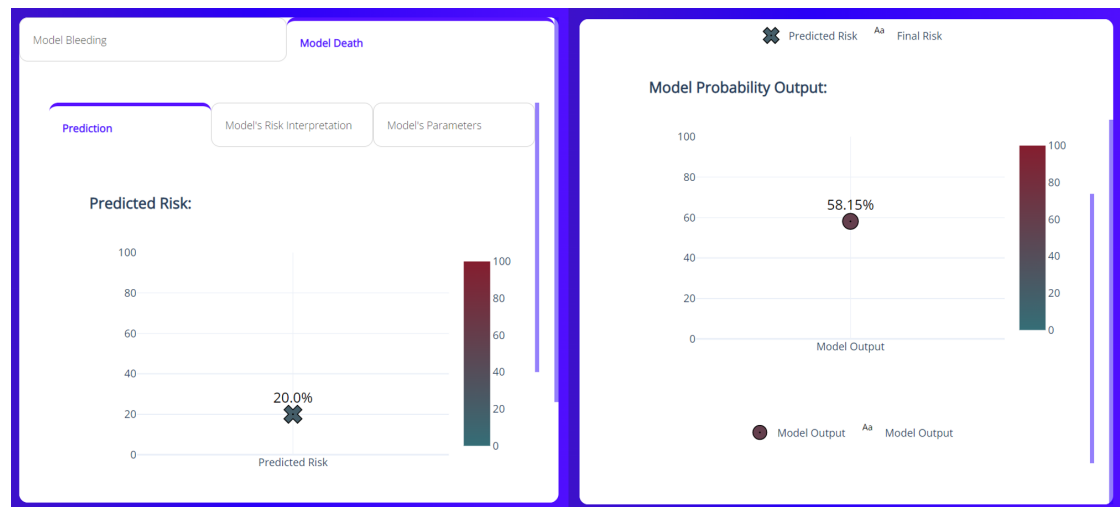 Model Bleeding
Model Death
Prediction
Model's Risk Interpretation
Model's Parameters
Predicted Risk:
100
80
60
40
20
0
20.0%
Predicted Risk
100
80
60
40
20
0
Predicted Risk
Aa
Final Risk
Model Probability Output:
100
80
60
40
20
0
58.15%
Model Output
100
80
60
40
20
0
Model Output
Aa
Model Output